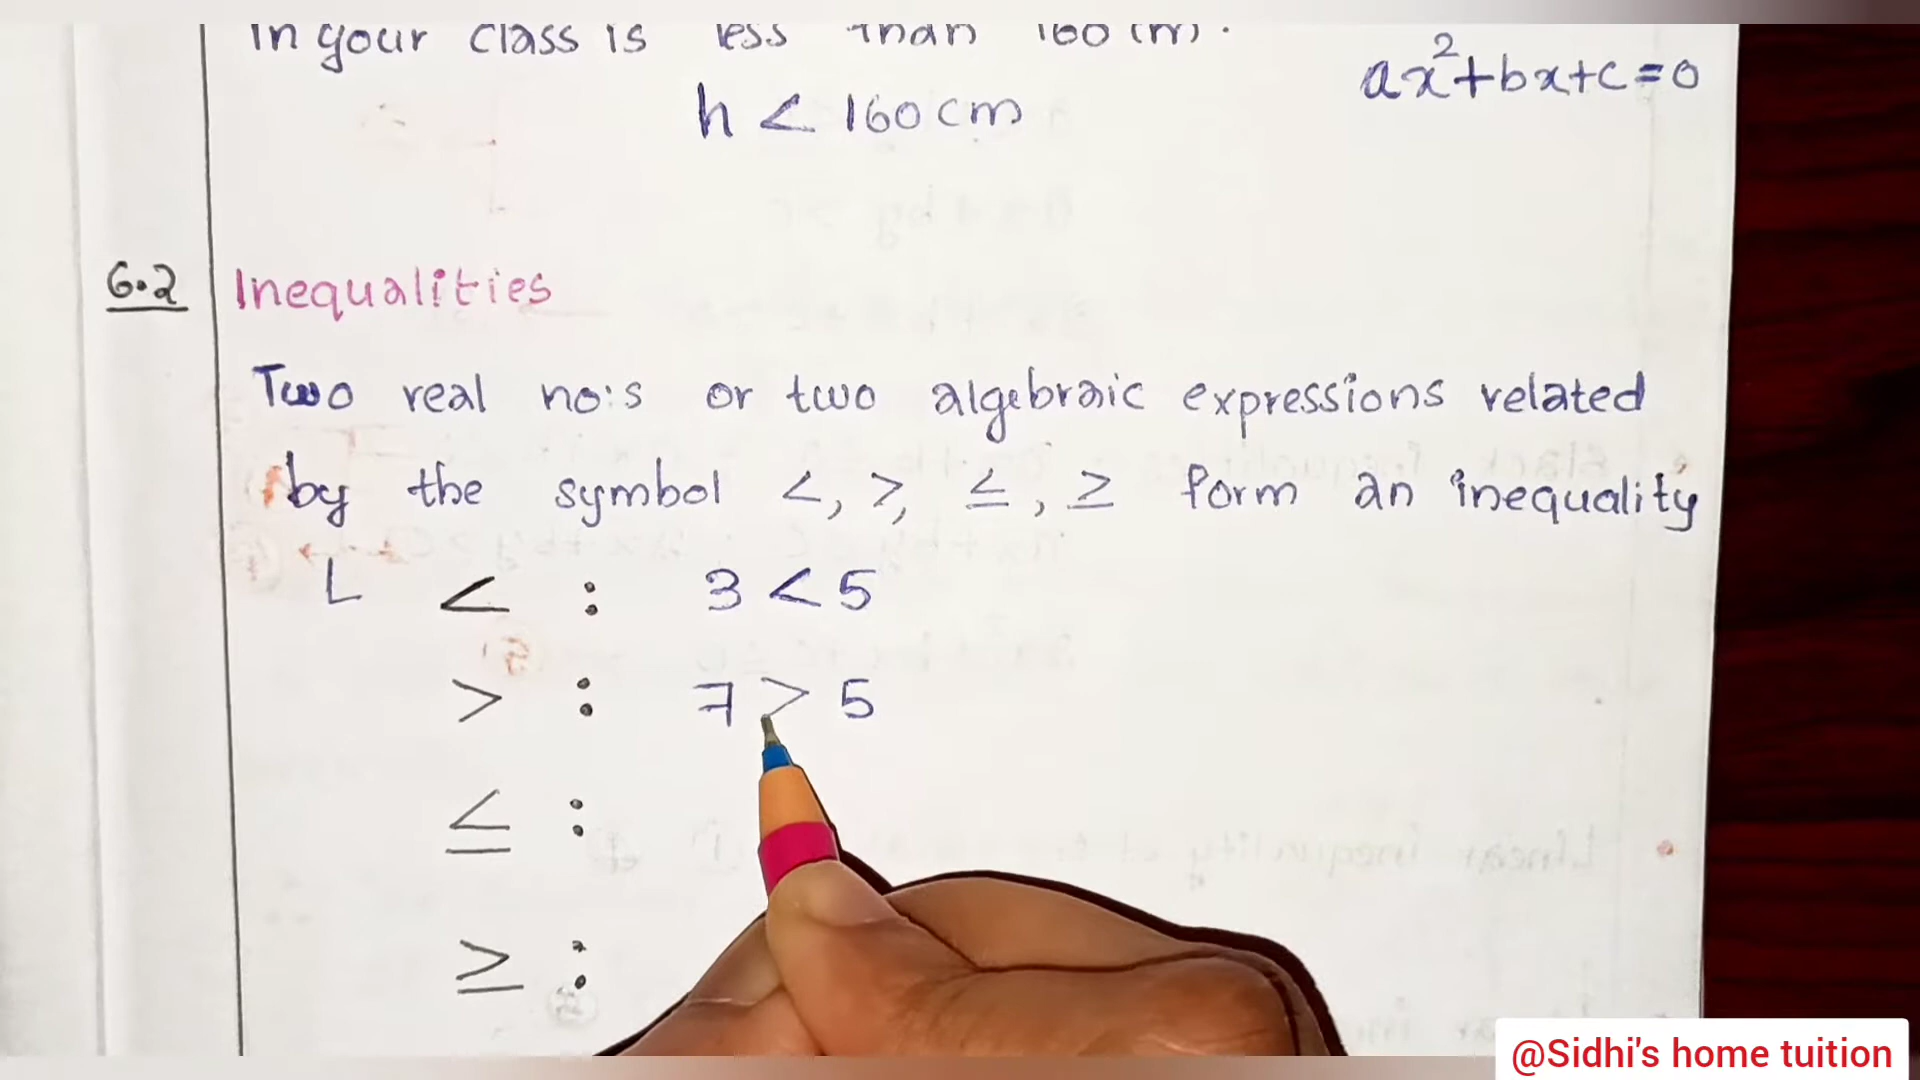 in your class is less than 160 cm.
ax²+bx+c=0
h < 160 cm
6.2 Inequalities
Two real no:s or two algebraic expressions related
by the symbol <, >, ≤, ≥ form an inequality
L < : 3 < 5
> : 7 > 5
≤ :
≥ :
@Sidhi's home tuition